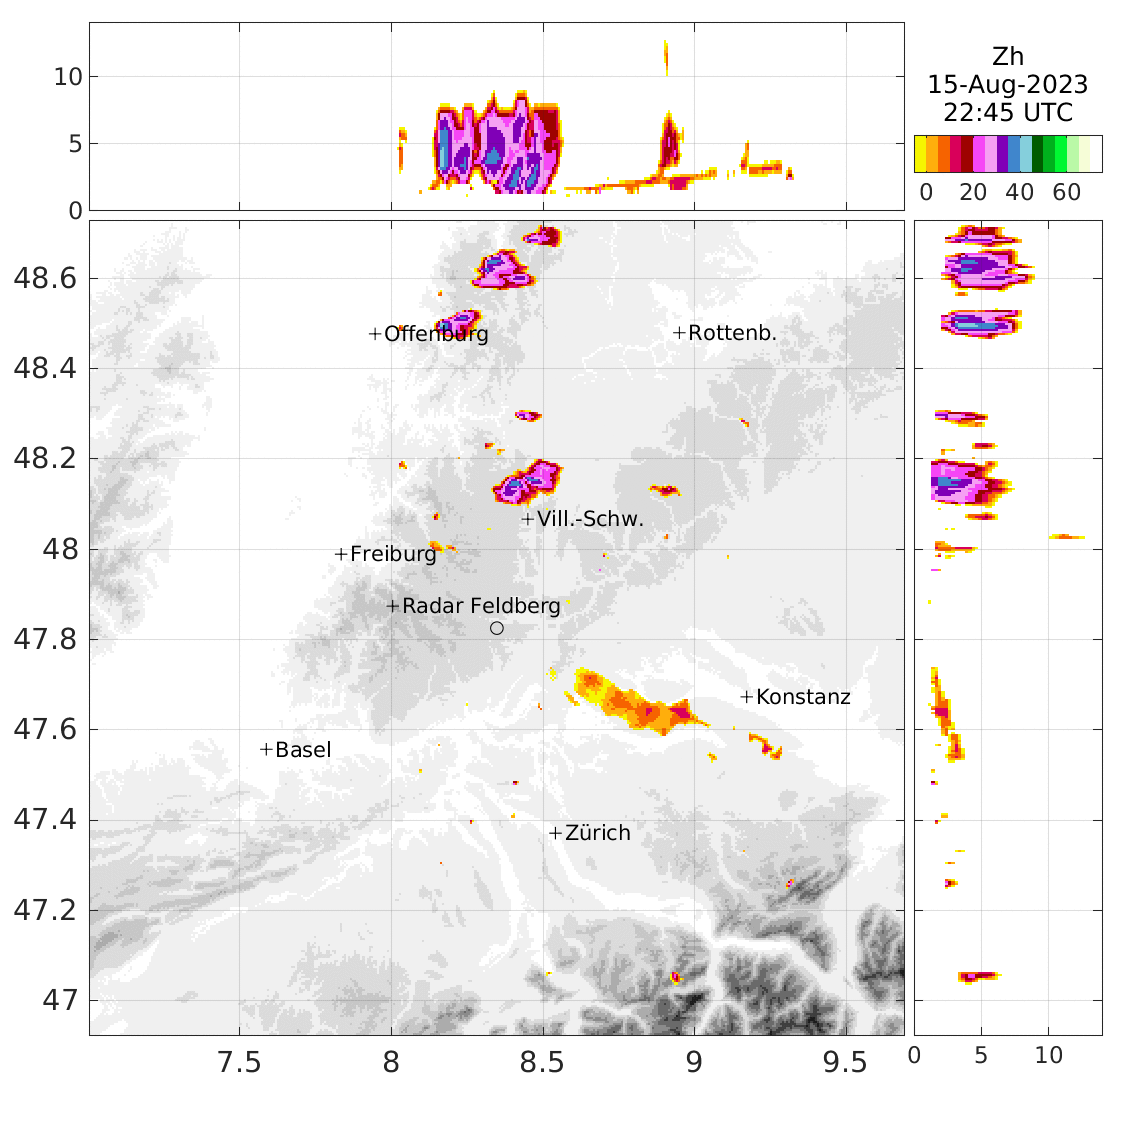 Zh
15-Aug-2023
22:45 UTC
0 20 40 60
10
5
0
48.6
48.4
48.2
48
47.8
47.6
47.4
47.2
47
Offenburg
Rottenb.
Vill.-Schw.
Freiburg
Radar Feldberg
Konstanz
Basel
Zürich
7.5 8 8.5 9 9.5
0 5 10